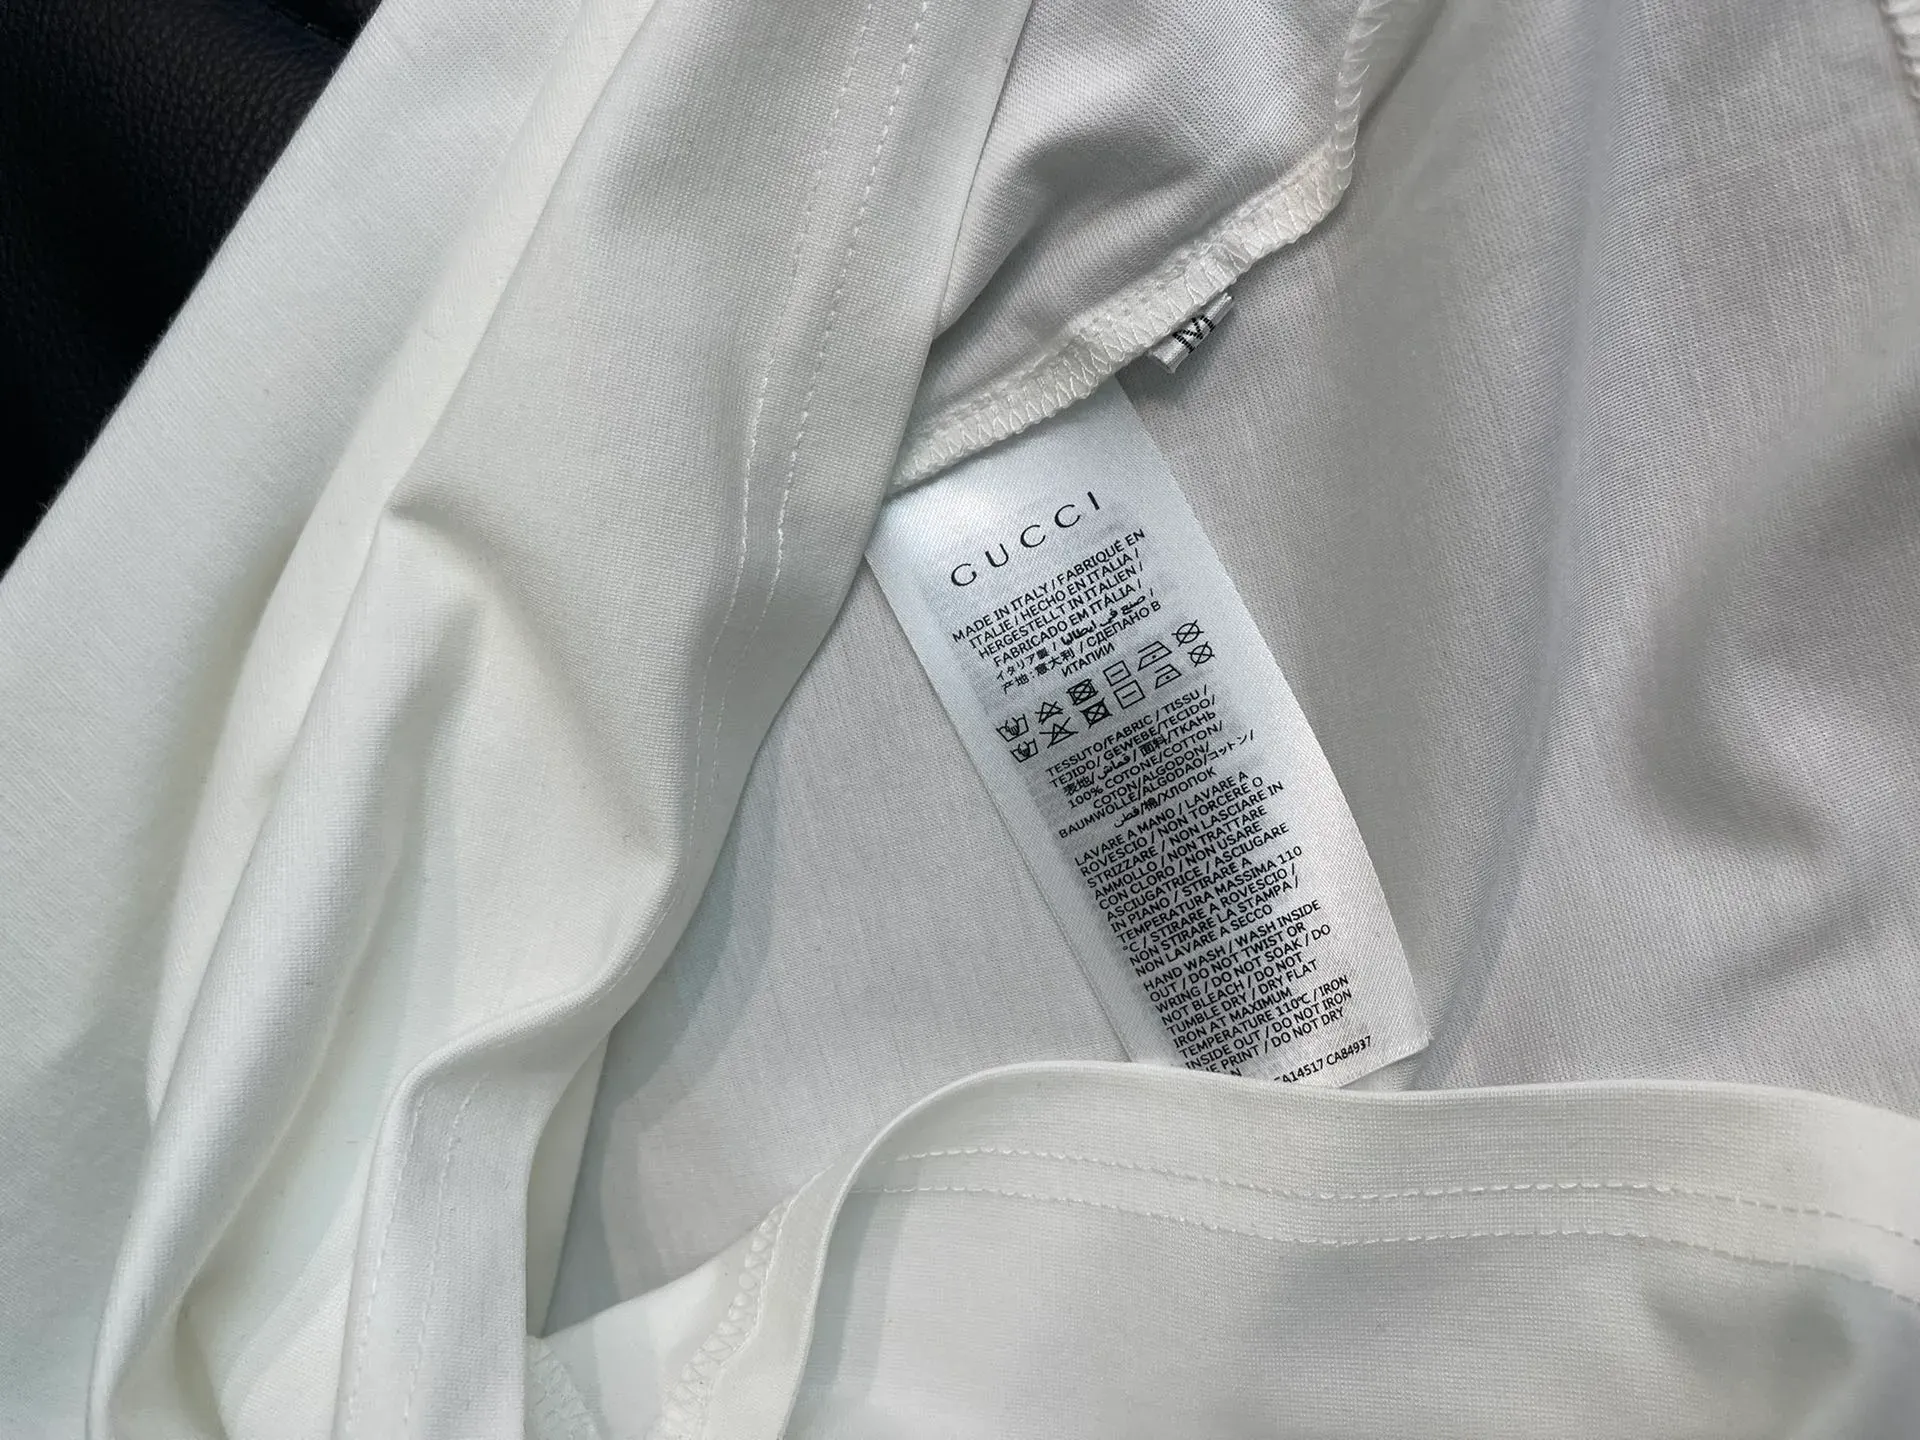 GUCCI
MADE IN ITALY / FABRIQUÉ EN
ITALIE / HECHO EN ITALIA /
HERGESTELLT IN ITALIEN /
FABRICADO EM ITÁLIA /
صنع في ايطاليا /
イタリア製 /
产地：意大利 / СДЕЛАНО В
ИТАЛИИ
TESSUTO/FABRIC / TISSU /
TEJIDO/ GEWEBE/TECIDO/
表地/ قماش / 面料/ТКАНЬ
100% COTONE/COTTON/
COTON/ALGODON/
BAUMWOLLE/ALGODAO/コットン/
قطن/棉/ХЛОПОК
LAVARE A MANO / LAVARE A
ROVESCIO / NON TORCERE O
STRIZZARE / NON LASCIARE IN
AMMOLLO / NON TRATTARE
CON CLORO / NON USARE
ASCIUGATRICE / ASCIUGARE
IN PIANO / STIRARE A
TEMPERATURA MASSIMA 110
°C / STIRARE A ROVESCIO /
NON STIRARE LA STAMPA /
NON LAVARE A SECCO
HAND WASH / WASH INSIDE
OUT / DO NOT TWIST OR
WRING / DO NOT SOAK / DO
NOT BLEACH / DO NOT
TUMBLE DRY / DRY FLAT
IRON AT MAXIMUM
TEMPERATURE 110°C / IRON
INSIDE OUT / DO NOT IRON
PRINT / DO NOT DRY
A14517 CA84937